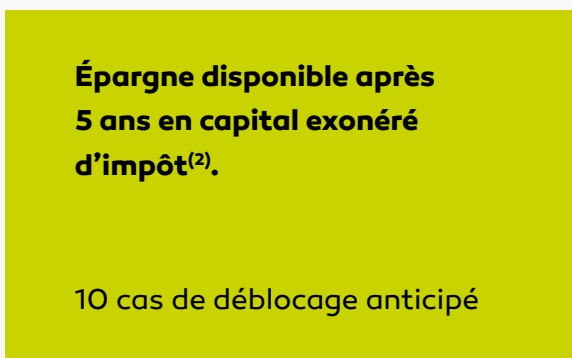 Épargne disponible après
5 ans en capital exonéré
d’impôt⁽²⁾.
10 cas de déblocage anticipé